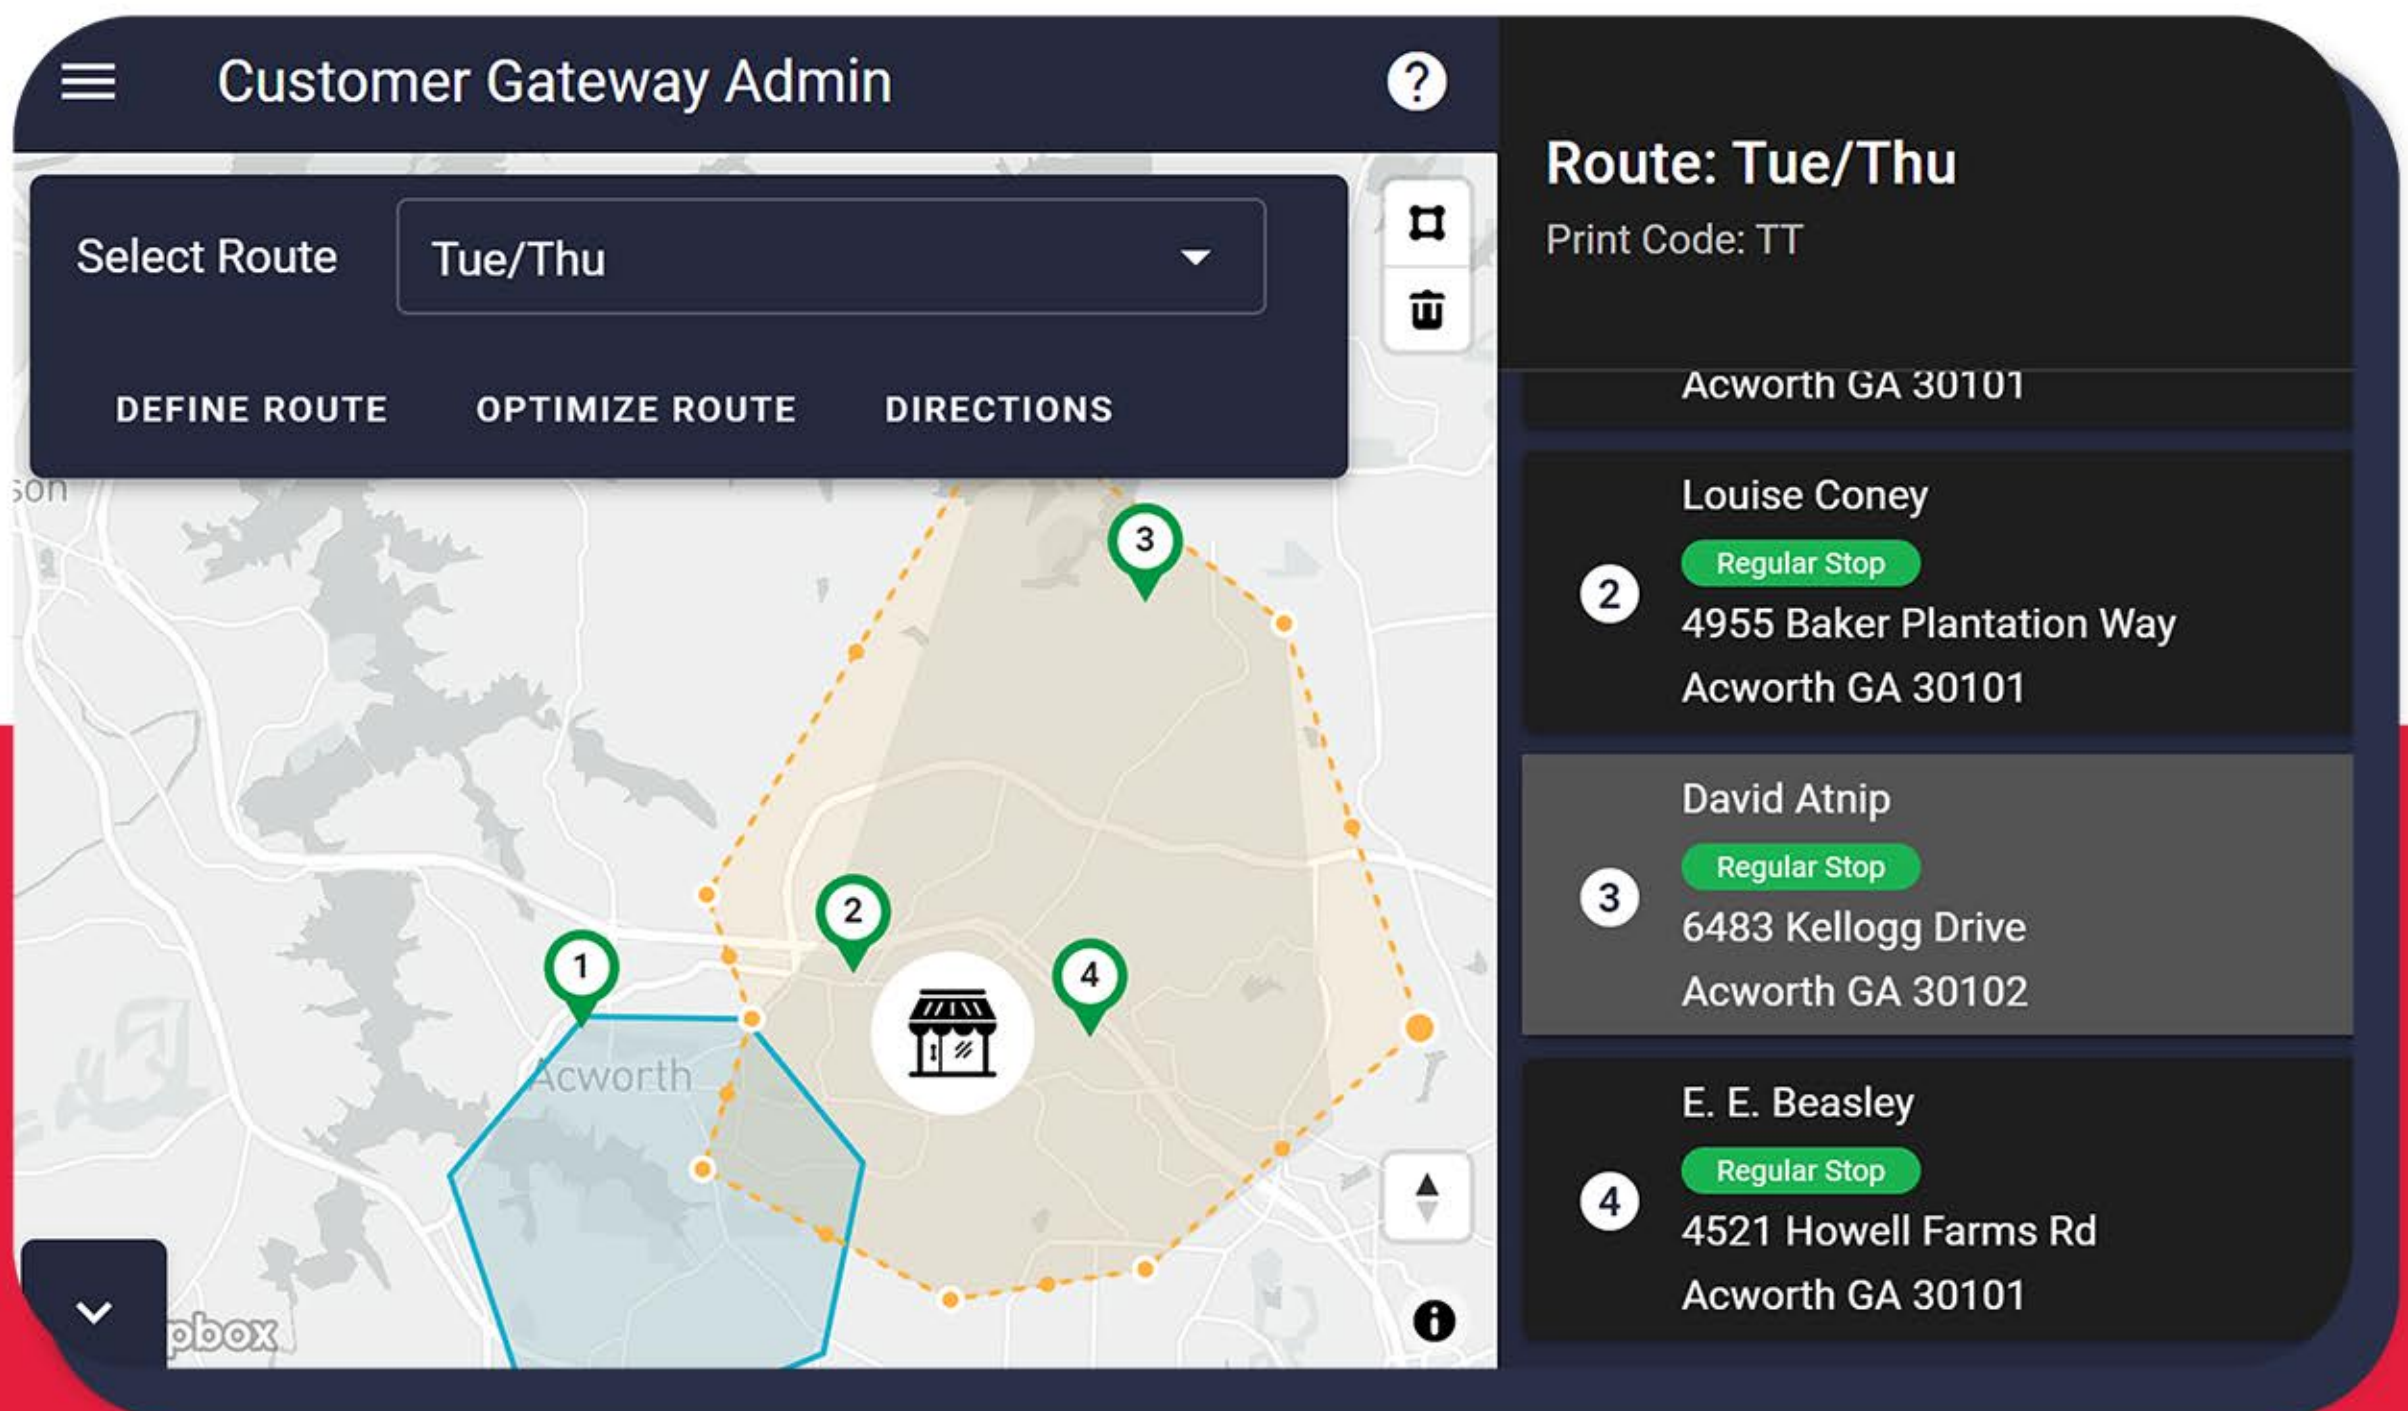 Customer Gateway Admin
?
Select Route
Tue/Thu
DEFINE ROUTE
OPTIMIZE ROUTE
DIRECTIONS
3
2
1
4
Acworth
pbox
Route: Tue/Thu
Print Code: TT
Acworth GA 30101
2
Louise Coney
Regular Stop
4955 Baker Plantation Way
Acworth GA 30101
3
David Atnip
Regular Stop
6483 Kellogg Drive
Acworth GA 30102
4
E. E. Beasley
Regular Stop
4521 Howell Farms Rd
Acworth GA 30101